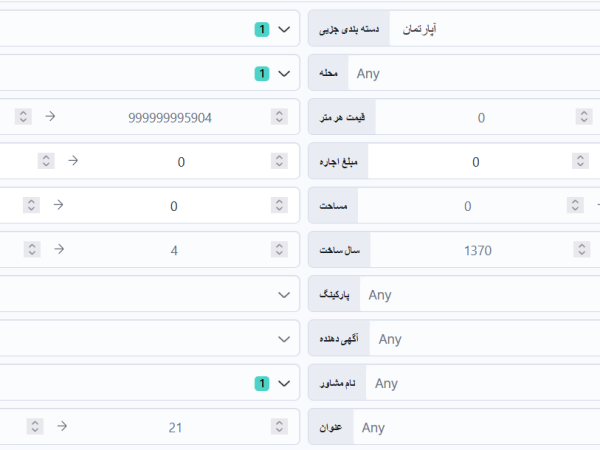 1 دسته بندی جزیی آپارتمان
1 محله Any
999999995904 قیمت هر متر 0
0 مبلغ اجاره 0
0 مساحت 0
4 سال ساخت 1370
پارکینگ Any
آگهی دهنده Any
1 نام مشاور Any
21 عنوان Any